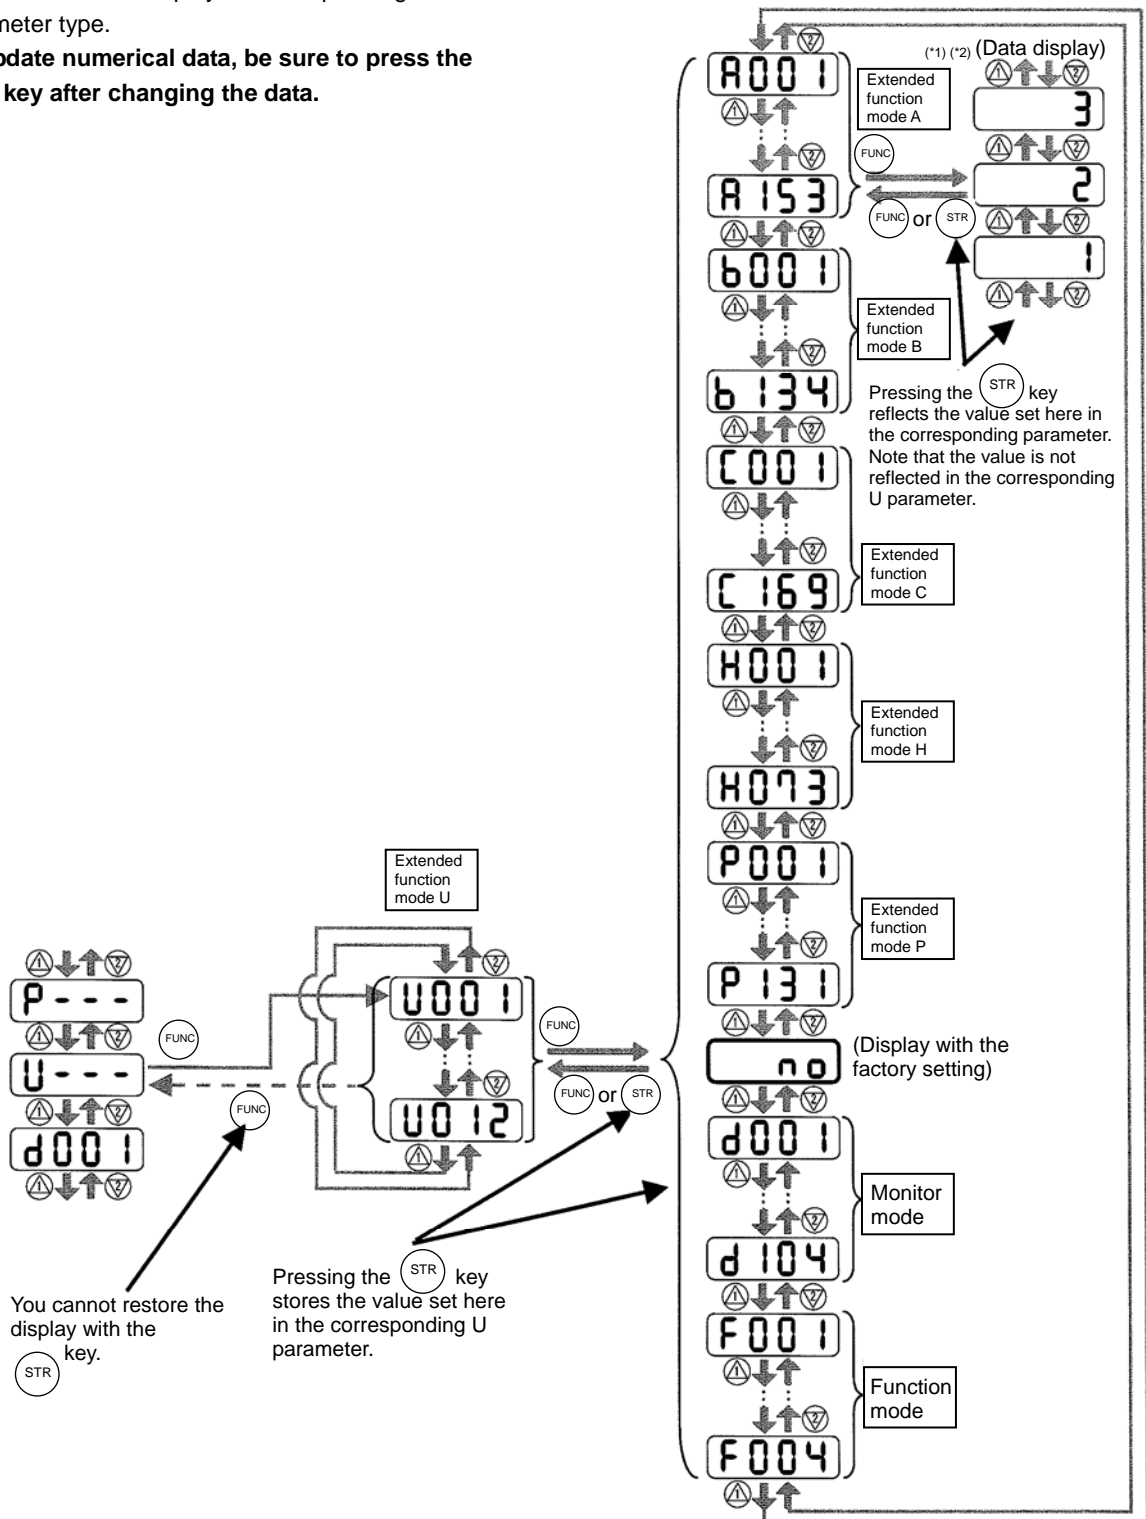 meter type.
pdate numerical data, be sure to press the
key after changing the data.
(*1) (*2) (Data display)
A001
Extended
function
mode A
3
FUNC
2
A153
FUNC or STR
1
b001
Extended
function
mode B
b134
Pressing the STR key
reflects the value set here in
the corresponding parameter.
Note that the value is not
reflected in the corresponding
U parameter.
C001
Extended
function
mode C
C169
H001
Extended
function
mode H
H073
P001
Extended
function
mode P
P131
no
(Display with the
factory setting)
d001
Monitor
mode
d104
F001
Function
mode
F004
Extended
function
mode U
P---
U---
d001
FUNC
FUNC
U001
U012
FUNC
FUNC or STR
You cannot restore the
display with the
STR key.
Pressing the STR key
stores the value set here
in the corresponding U
parameter.